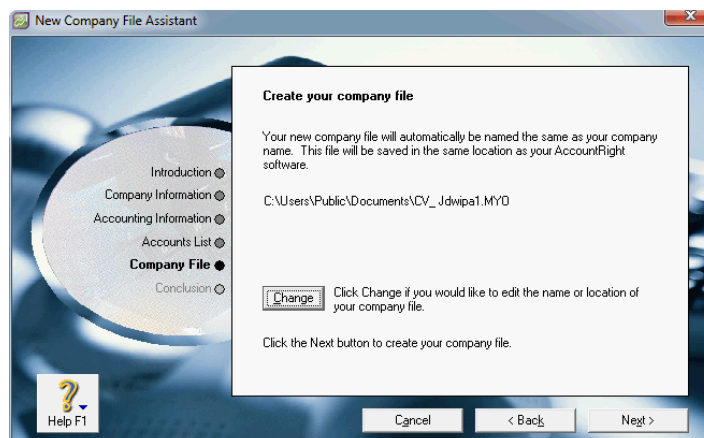 New Company File Assistant
Create your company file
Your new company file will automatically be named the same as your company
name. This file will be saved in the same location as your AccountRight
software.
C:\Users\Public\Documents\CV_ Jdwipa1.MYO
Introduction
Company Information
Accounting Information
Accounts List
Company File
Conclusion
Change
Click Change if you would like to edit the name or location of
your company file.
Click the Next button to create your company file.
Help F1
Cancel
< Back
Next >